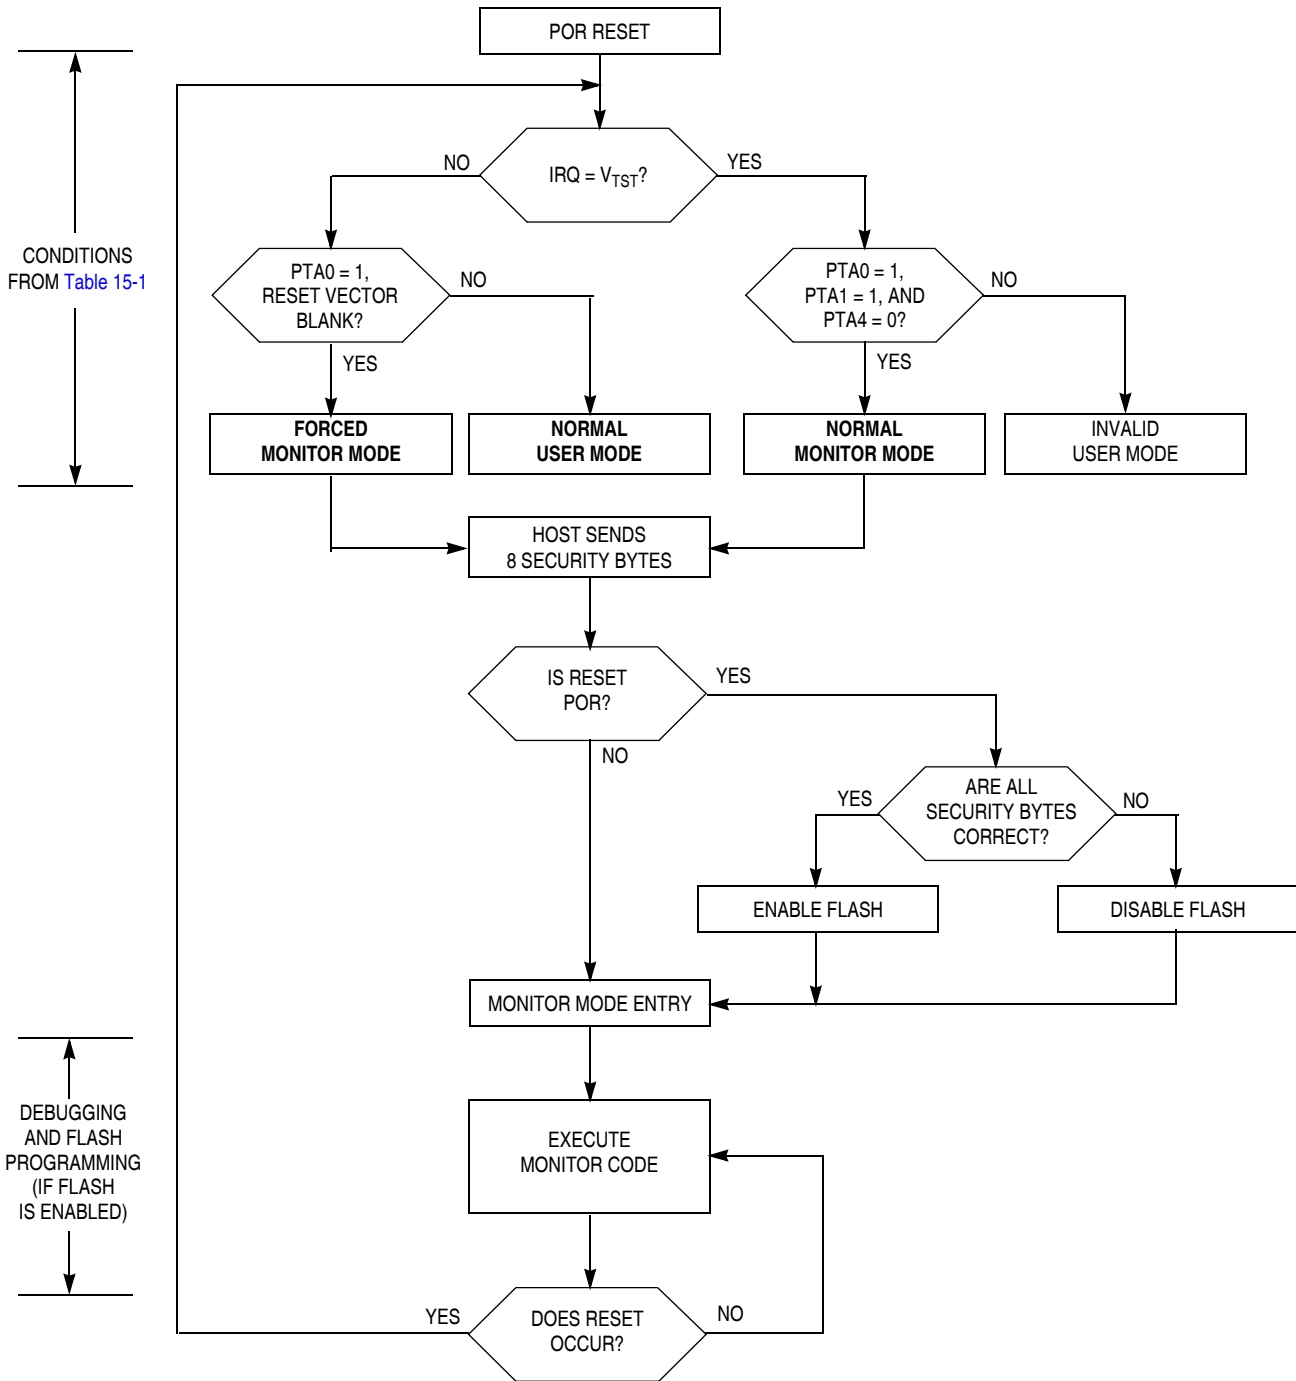 POR RESET
NO
YES
IRQ = VTST?
CONDITIONS
FROM Table 15-1
PTA0 = 1,
RESET VECTOR
BLANK?
NO
YES
PTA0 = 1,
PTA1 = 1, AND
PTA4 = 0?
NO
YES
FORCED
MONITOR MODE
NORMAL
USER MODE
NORMAL
MONITOR MODE
INVALID
USER MODE
HOST SENDS
8 SECURITY BYTES
IS RESET
POR?
YES
NO
ARE ALL
SECURITY BYTES
CORRECT?
YES
NO
ENABLE FLASH
DISABLE FLASH
MONITOR MODE ENTRY
DEBUGGING
AND FLASH
PROGRAMMING
(IF FLASH
IS ENABLED)
EXECUTE
MONITOR CODE
YES
DOES RESET
OCCUR?
NO